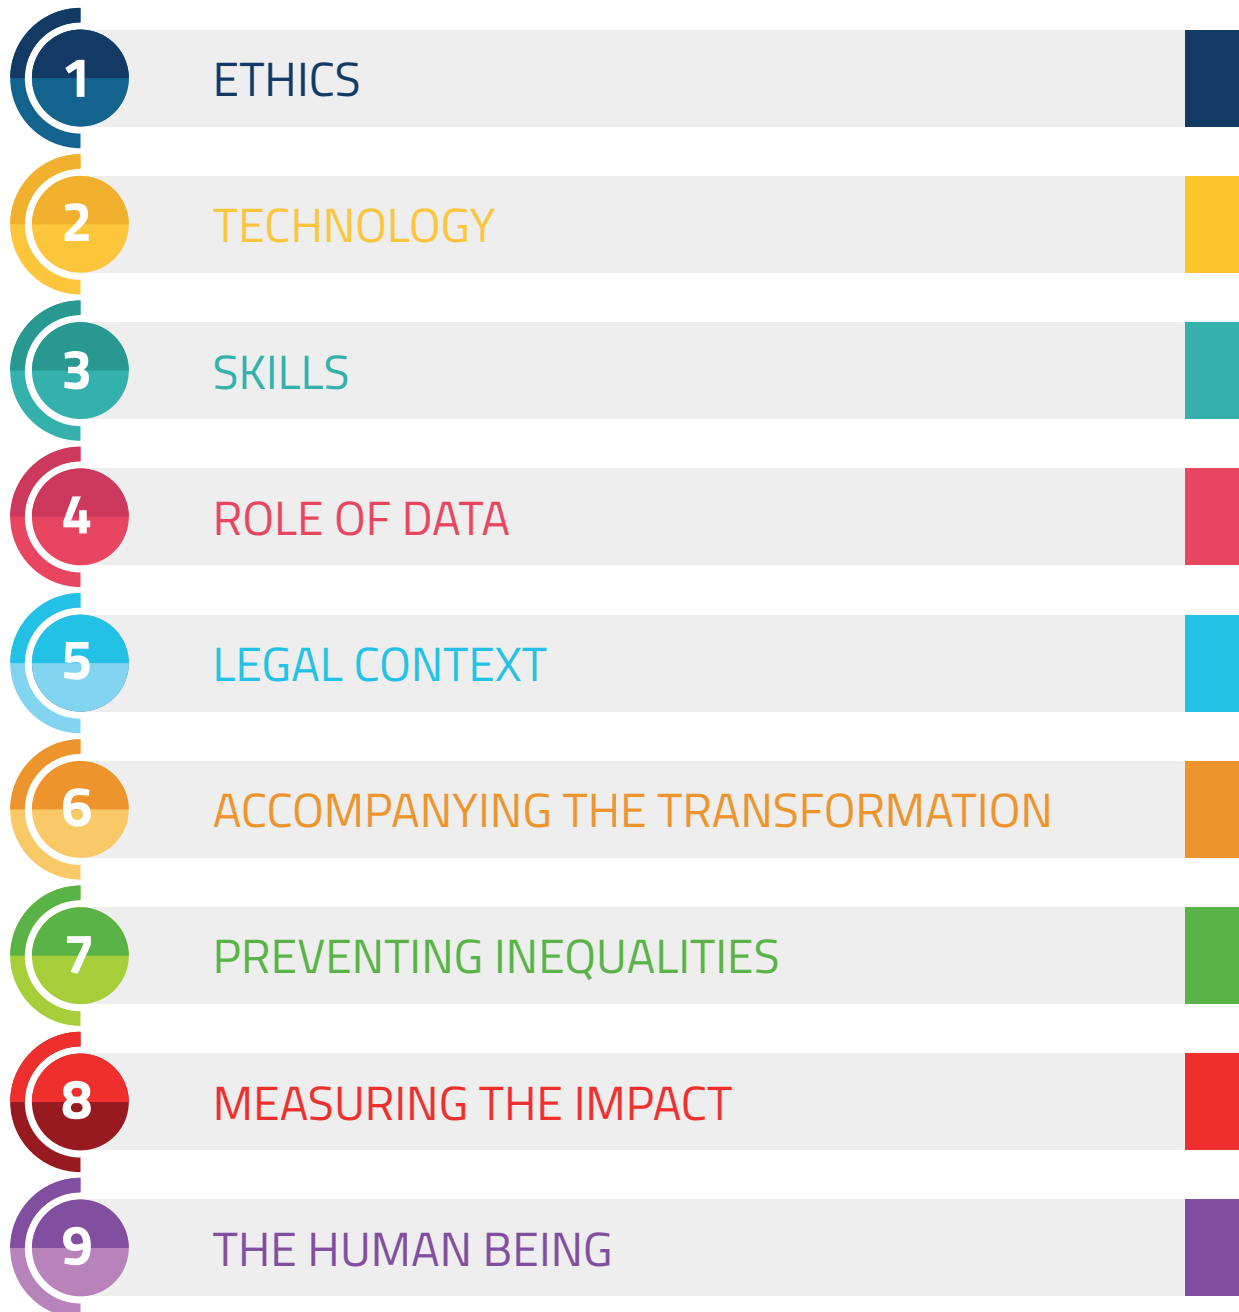 1 ETHICS
2 TECHNOLOGY
3 SKILLS
4 ROLE OF DATA
5 LEGAL CONTEXT
6 ACCOMPANYING THE TRANSFORMATION
7 PREVENTING INEQUALITIES
8 MEASURING THE IMPACT
9 THE HUMAN BEING